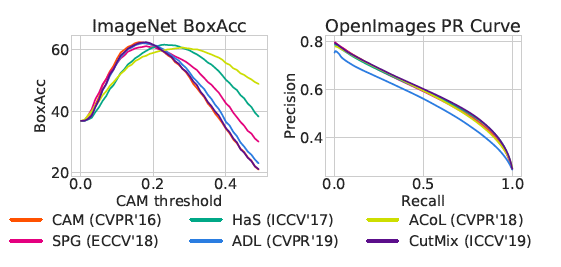 ImageNet BoxAcc
OpenImages PR Curve
BoxAcc
60
40
20
0.0 0.2 0.4
CAM threshold
Precision
0.8
0.6
0.4
0.0 0.5 1.0
Recall
CAM (CVPR'16) HaS (ICCV'17) ACoL (CVPR'18)
SPG (ECCV'18) ADL (CVPR'19) CutMix (ICCV'19)